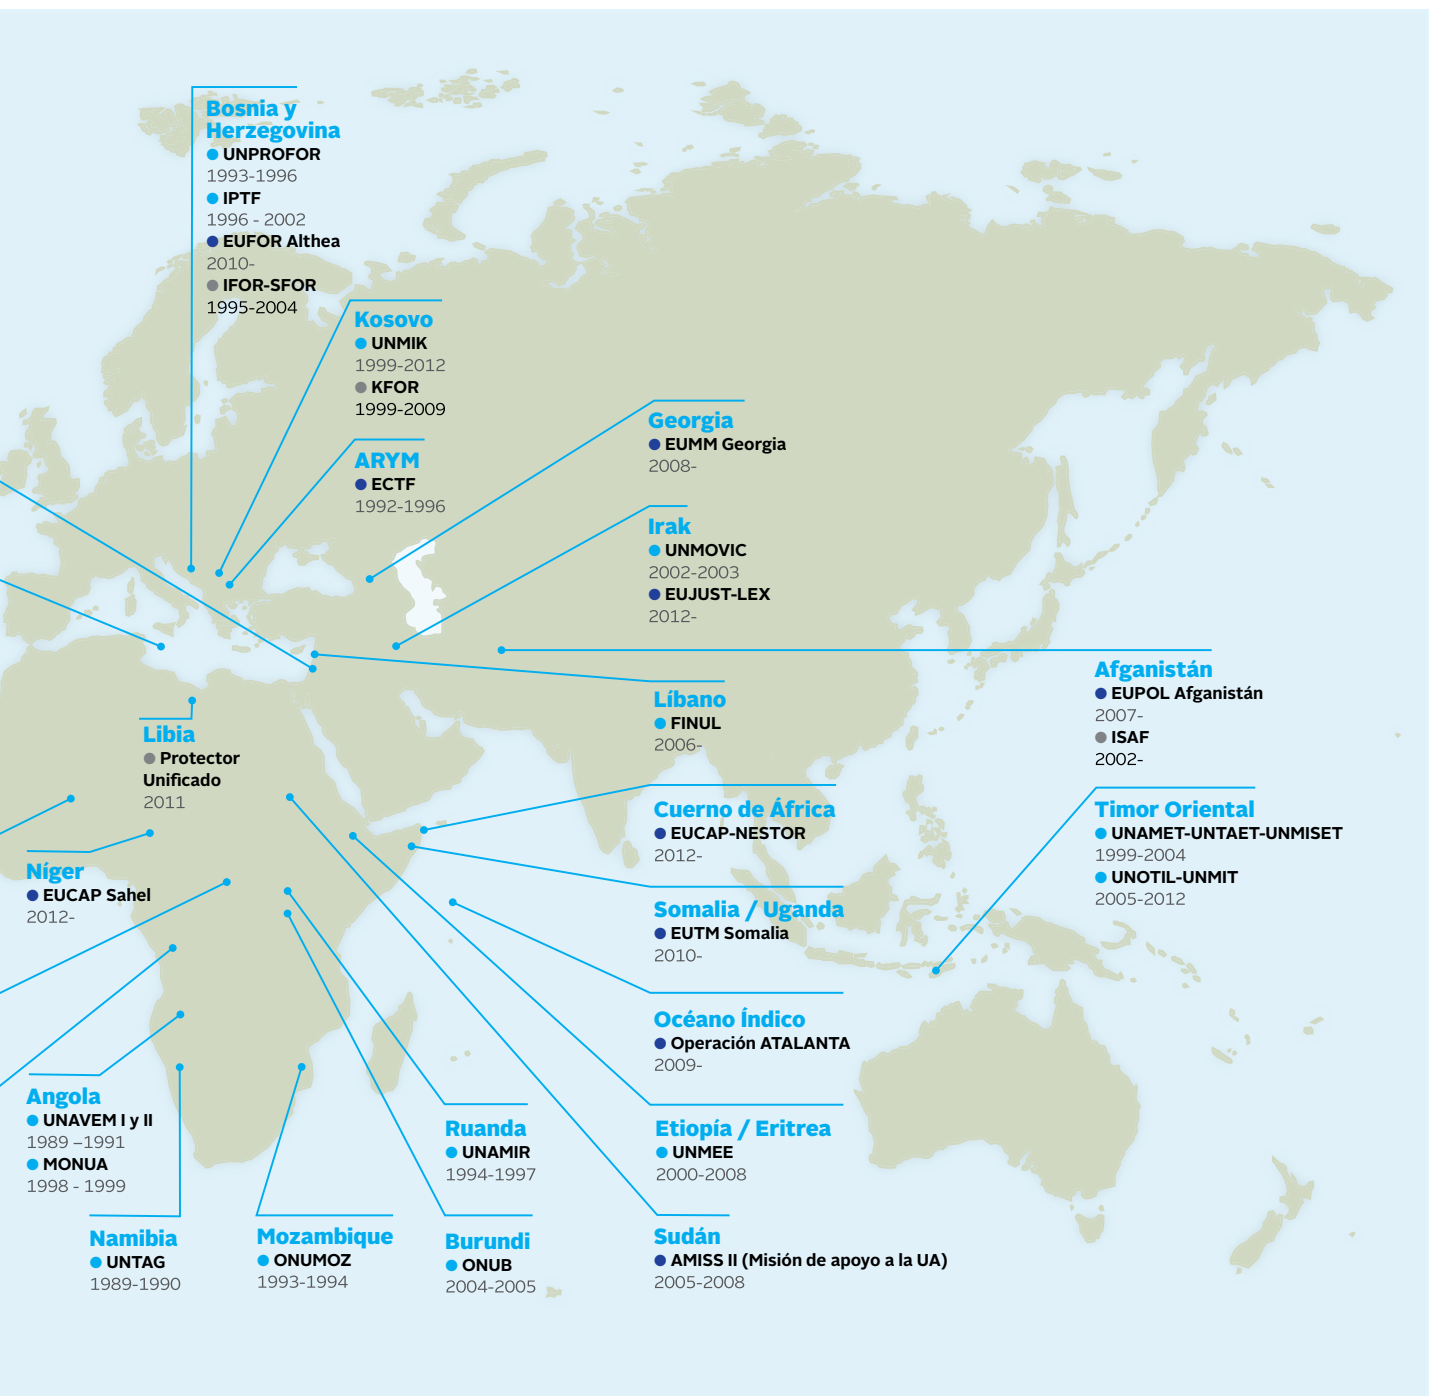 Bosnia y
Herzegovina
UNPROFOR
1993-1996
IPTF
1996 - 2002
EUFOR Althea
2010-
IFOR-SFOR
1995-2004
Kosovo
UNMIK
1999-2012
KFOR
1999-2009
ARYM
ECTF
1992-1996
Georgia
EUMM Georgia
2008-
Irak
UNMOVIC
2002-2003
EUJUST-LEX
2012-
Líbano
FINUL
2006-
Afganistán
EUPOL Afganistán
2007-
ISAF
2002-
Libia
Protector
Unificado
2011
Cuerno de África
EUCAP-NESTOR
2012-
Timor Oriental
UNAMET-UNTAET-UNMISET
1999-2004
UNOTIL-UNMIT
2005-2012
Níger
EUCAP Sahel
2012-
Somalia / Uganda
EUTM Somalia
2010-
Océano Índico
Operación ATALANTA
2009-
Angola
UNAVEM I y II
1989 –1991
MONUA
1998 - 1999
Ruanda
UNAMIR
1994-1997
Etiopía / Eritrea
UNMEE
2000-2008
Namibia
UNTAG
1989-1990
Mozambique
ONUMOZ
1993-1994
Burundi
ONUB
2004-2005
Sudán
AMISS II (Misión de apoyo a la UA)
2005-2008